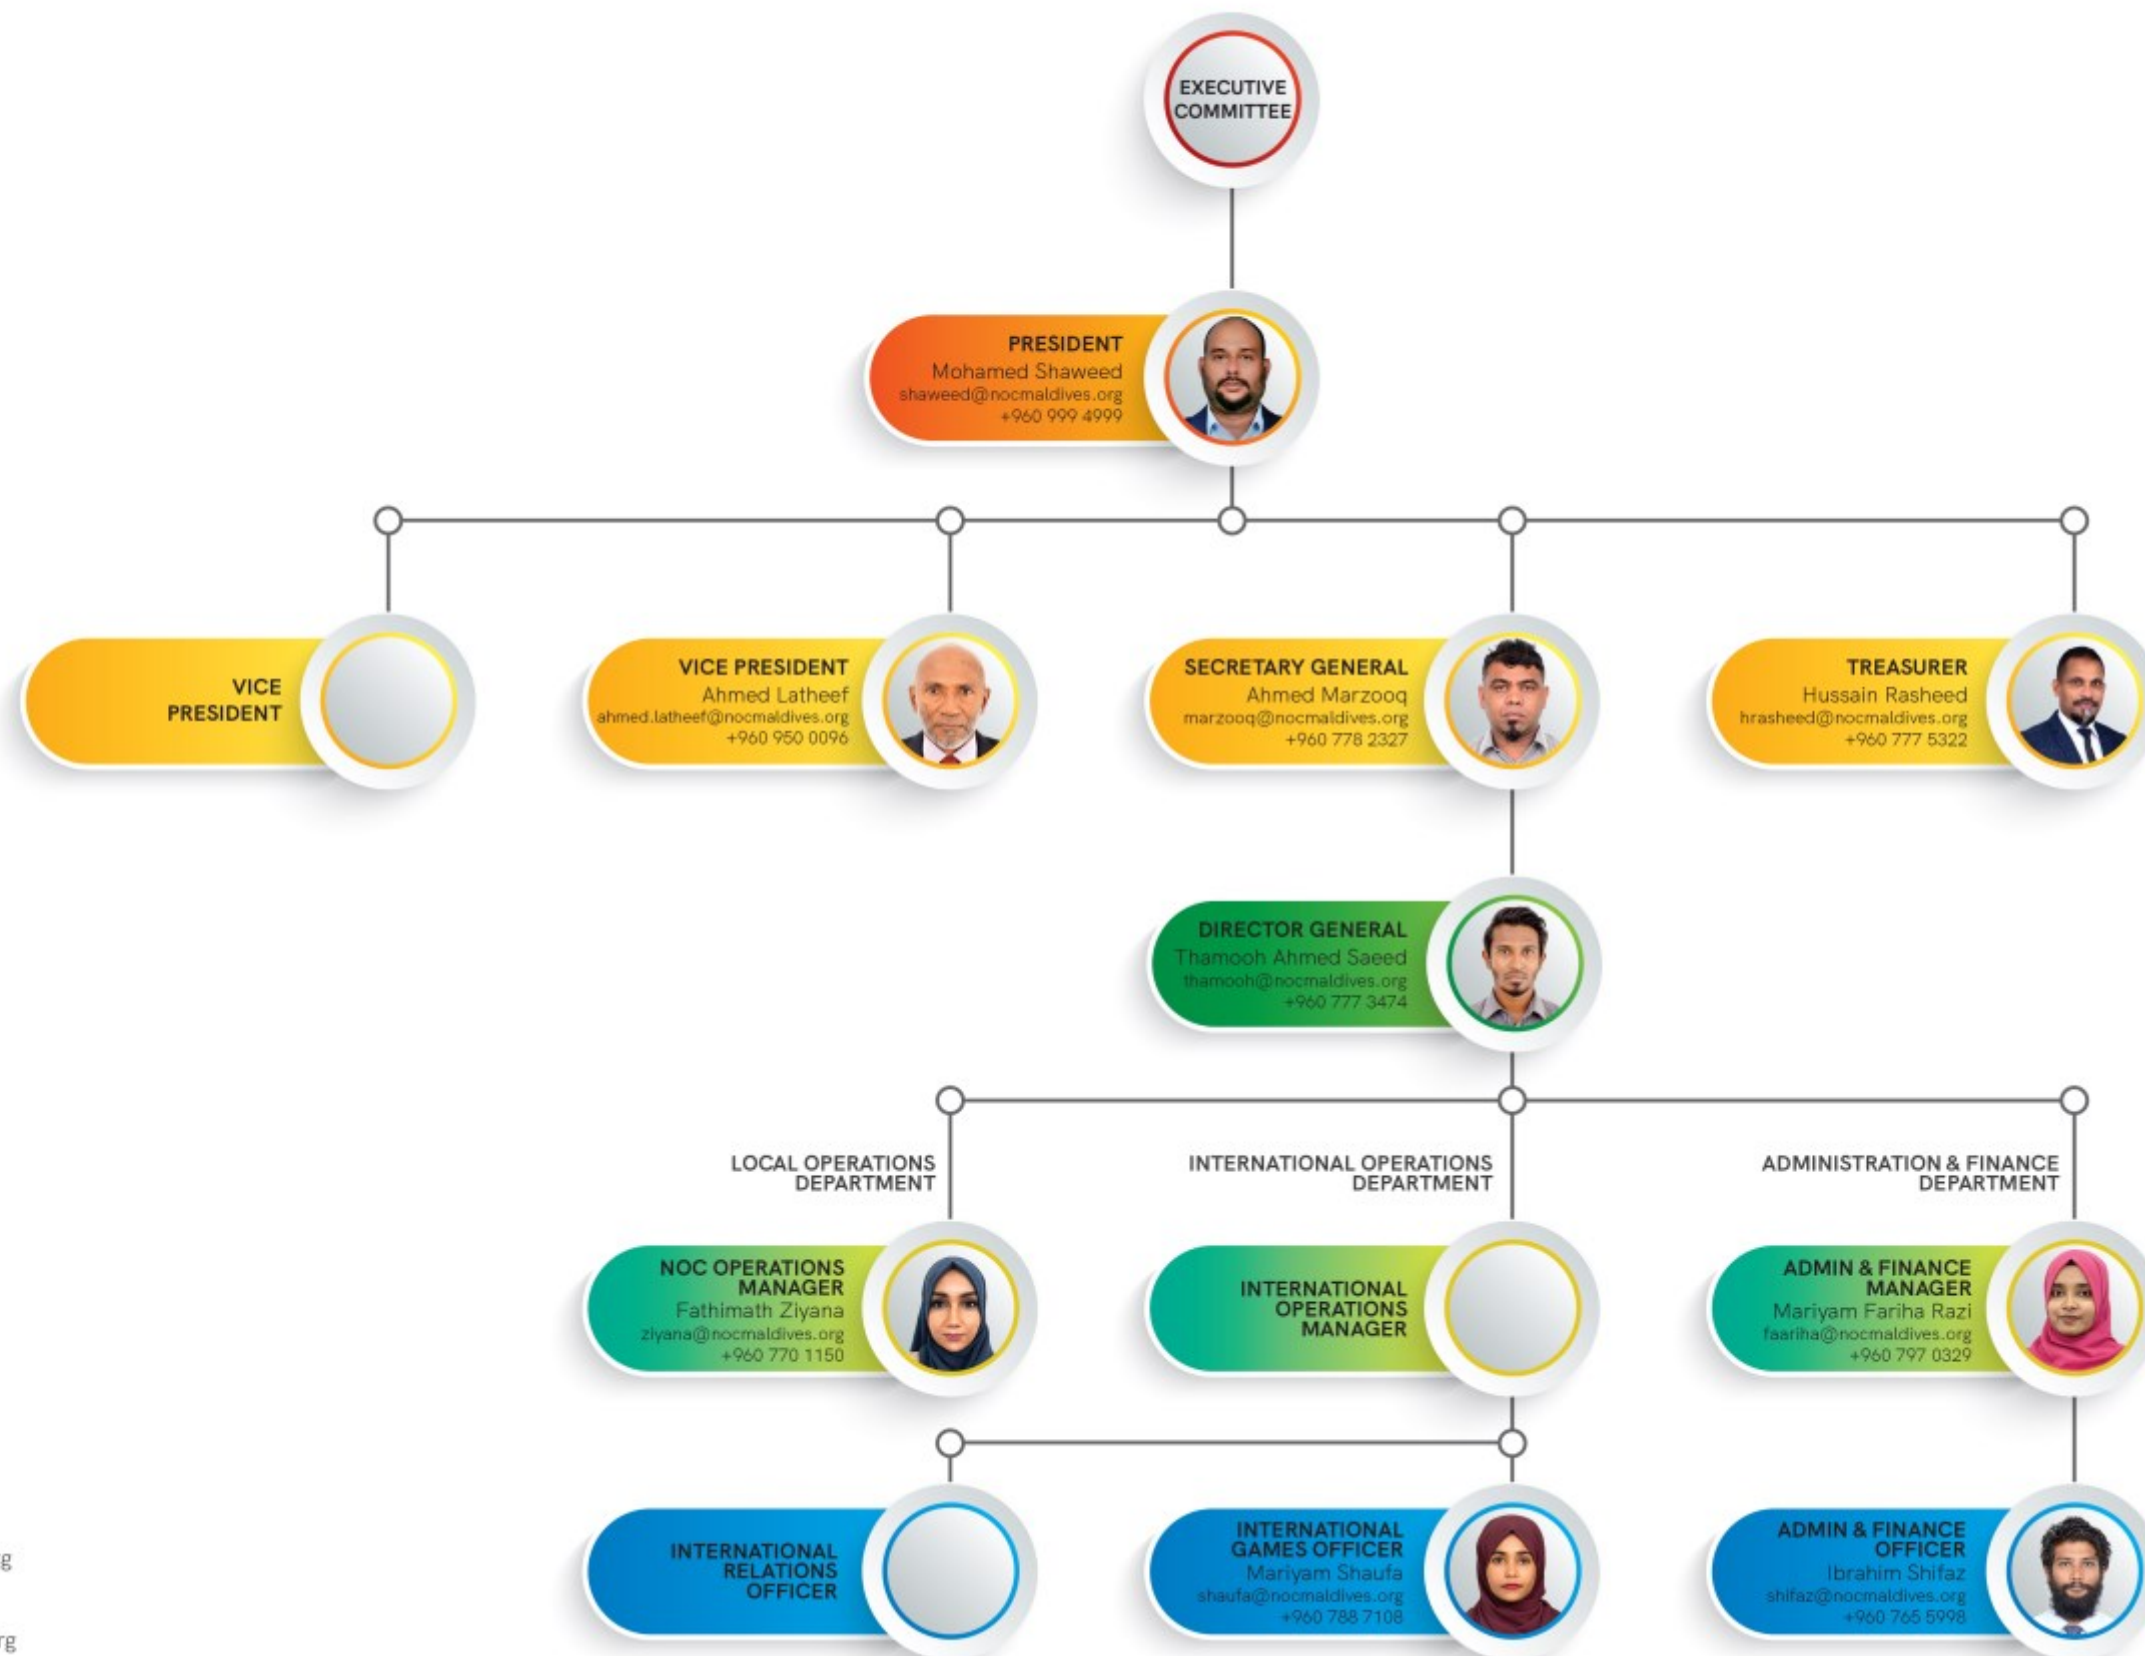 EXECUTIVE
COMMITTEE
PRESIDENT
Mohamed Shaweed
shaweed@nocmaldives.org
+960 999 4999
VICE
PRESIDENT
VICE PRESIDENT
Ahmed Latheef
ahmed.latheef@nocmaldives.org
+960 950 0096
SECRETARY GENERAL
Ahmed Marzooq
marzooq@nocmaldives.org
+960 778 2327
TREASURER
Hussain Rasheed
hrasheed@nocmaldives.org
+960 777 5322
DIRECTOR GENERAL
Thamooh Ahmed Saeed
thamooh@nocmaldives.org
+960 777 3474
LOCAL OPERATIONS
DEPARTMENT
INTERNATIONAL OPERATIONS
DEPARTMENT
ADMINISTRATION & FINANCE
DEPARTMENT
NOC OPERATIONS
MANAGER
Fathimath Ziyana
ziyana@nocmaldives.org
+960 770 1150
INTERNATIONAL
OPERATIONS
MANAGER
ADMIN & FINANCE
MANAGER
Mariyam Fariha Razi
faariha@nocmaldives.org
+960 797 0329
INTERNATIONAL
RELATIONS
OFFICER
INTERNATIONAL
GAMES OFFICER
Mariyam Shaufa
shaufa@nocmaldives.org
+960 788 7108
ADMIN & FINANCE
OFFICER
Ibrahim Shifaz
shifaz@nocmaldives.org
+960 765 5998